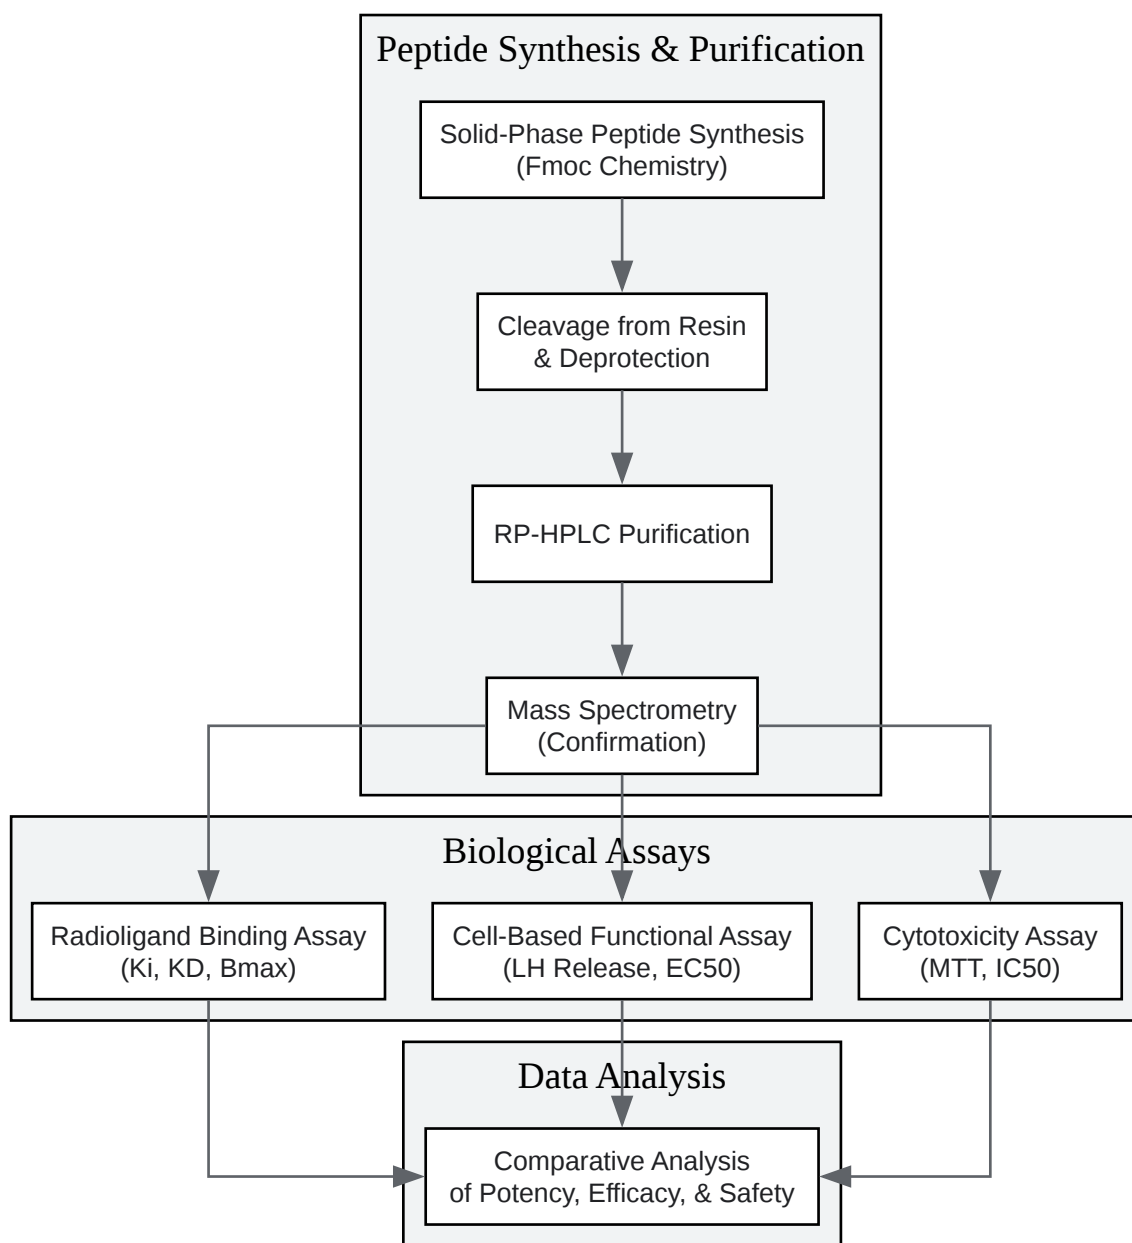 Peptide Synthesis & Purification
Solid-Phase Peptide Synthesis
(Fmoc Chemistry)
Cleavage from Resin
& Deprotection
RP-HPLC Purification
Mass Spectrometry
(Confirmation)
Biological Assays
Radioligand Binding Assay
(Ki, KD, Bmax)
Cell-Based Functional Assay
(LH Release, EC50)
Cytotoxicity Assay
(MTT, IC50)
Data Analysis
Comparative Analysis
of Potency, Efficacy, & Safety